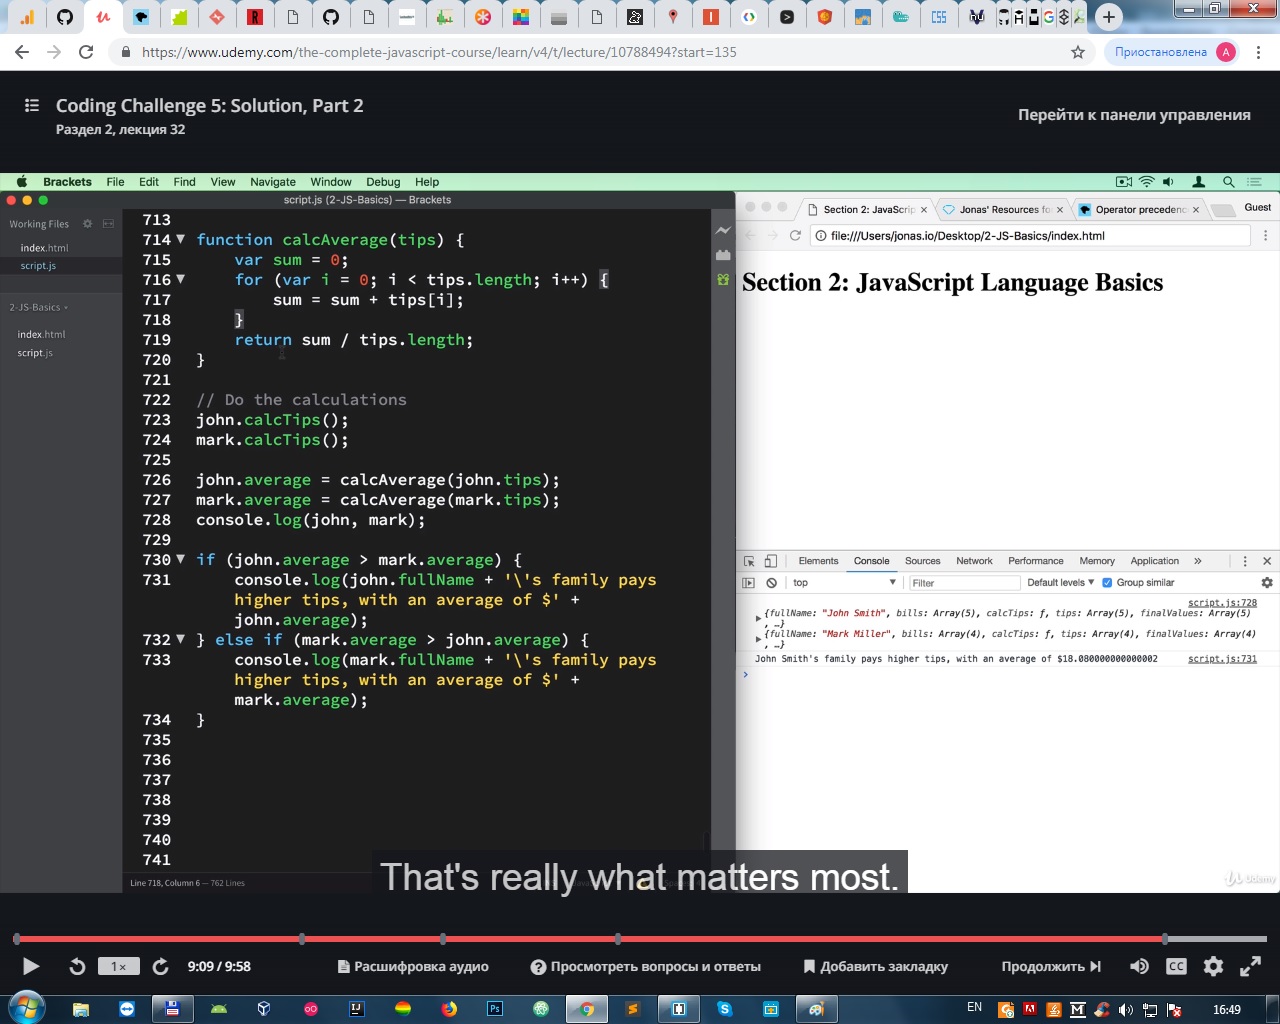 https://www.udemy.com/the-complete-javascript-course/learn/v4/t/lecture/10788494?start=135
Приостановлена
A
Coding Challenge 5: Solution, Part 2
Раздел 2, лекция 32
Перейти к панели управления
Brackets File Edit Find View Navigate Window Debug Help
script.js (2-JS-Basics) — Brackets
Working Files
index.html
script.js
2-JS-Basics
index.html
script.js
713
714 function calcAverage(tips) {
715 var sum = 0;
716 for (var i = 0; i < tips.length; i++) {
717 sum = sum + tips[i];
718 }
719 return sum / tips.length;
720 }
721
722 // Do the calculations
723 john.calcTips();
724 mark.calcTips();
725
726 john.average = calcAverage(john.tips);
727 mark.average = calcAverage(mark.tips);
728 console.log(john, mark);
729
730 if (john.average > mark.average) {
731 console.log(john.fullName + '\'s family pays
higher tips, with an average of $' +
john.average);
732 } else if (mark.average > john.average) {
733 console.log(mark.fullName + '\'s family pays
higher tips, with an average of $' +
mark.average);
734 }
735
736
737
738
739
740
741
Line 718, Column 6 — 762 Lines
Section 2: JavaScrip
Jonas' Resources fo
Operator precedenc
Guest
file:///Users/jonas.io/Desktop/2-JS-Basics/index.html
Section 2: JavaScript Language Basics
Elements Console Sources Network Performance Memory Application »
top Filter Default levels Group similar
script.js:728
{fullName: "John Smith", bills: Array(5), calcTips: ƒ, tips: Array(5), finalValues: Array(5)
, …}
{fullName: "Mark Miller", bills: Array(4), calcTips: ƒ, tips: Array(4), finalValues: Array(4)
, …}
John Smith's family pays higher tips, with an average of $18.080000000000002 script.js:731
That's really what matters most.
Udemy
1× 9:09 / 9:58 Расшифровка аудио Просмотреть вопросы и ответы Добавить закладку Продолжить CC
EN 16:49